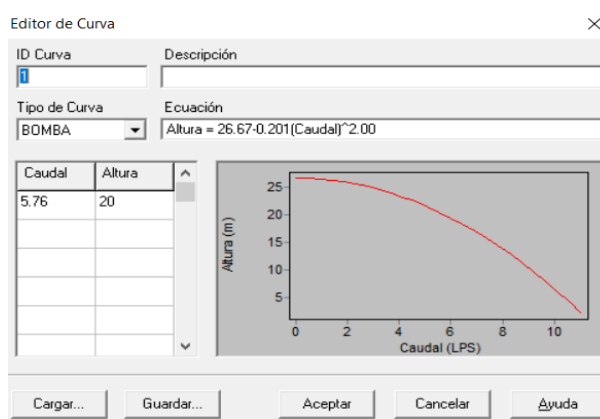 Editor de Curva
ID Curva
Descripción
1
Tipo de Curva
Ecuación
BOMBA
Altura = 26.67-0.201(Caudal)^2.00
Caudal Altura
5.76 20
25
20
15
10
5
Altura (m)
0 2 4 6 8 10
Caudal (LPS)
Cargar... Guardar... Aceptar Cancelar Ayuda